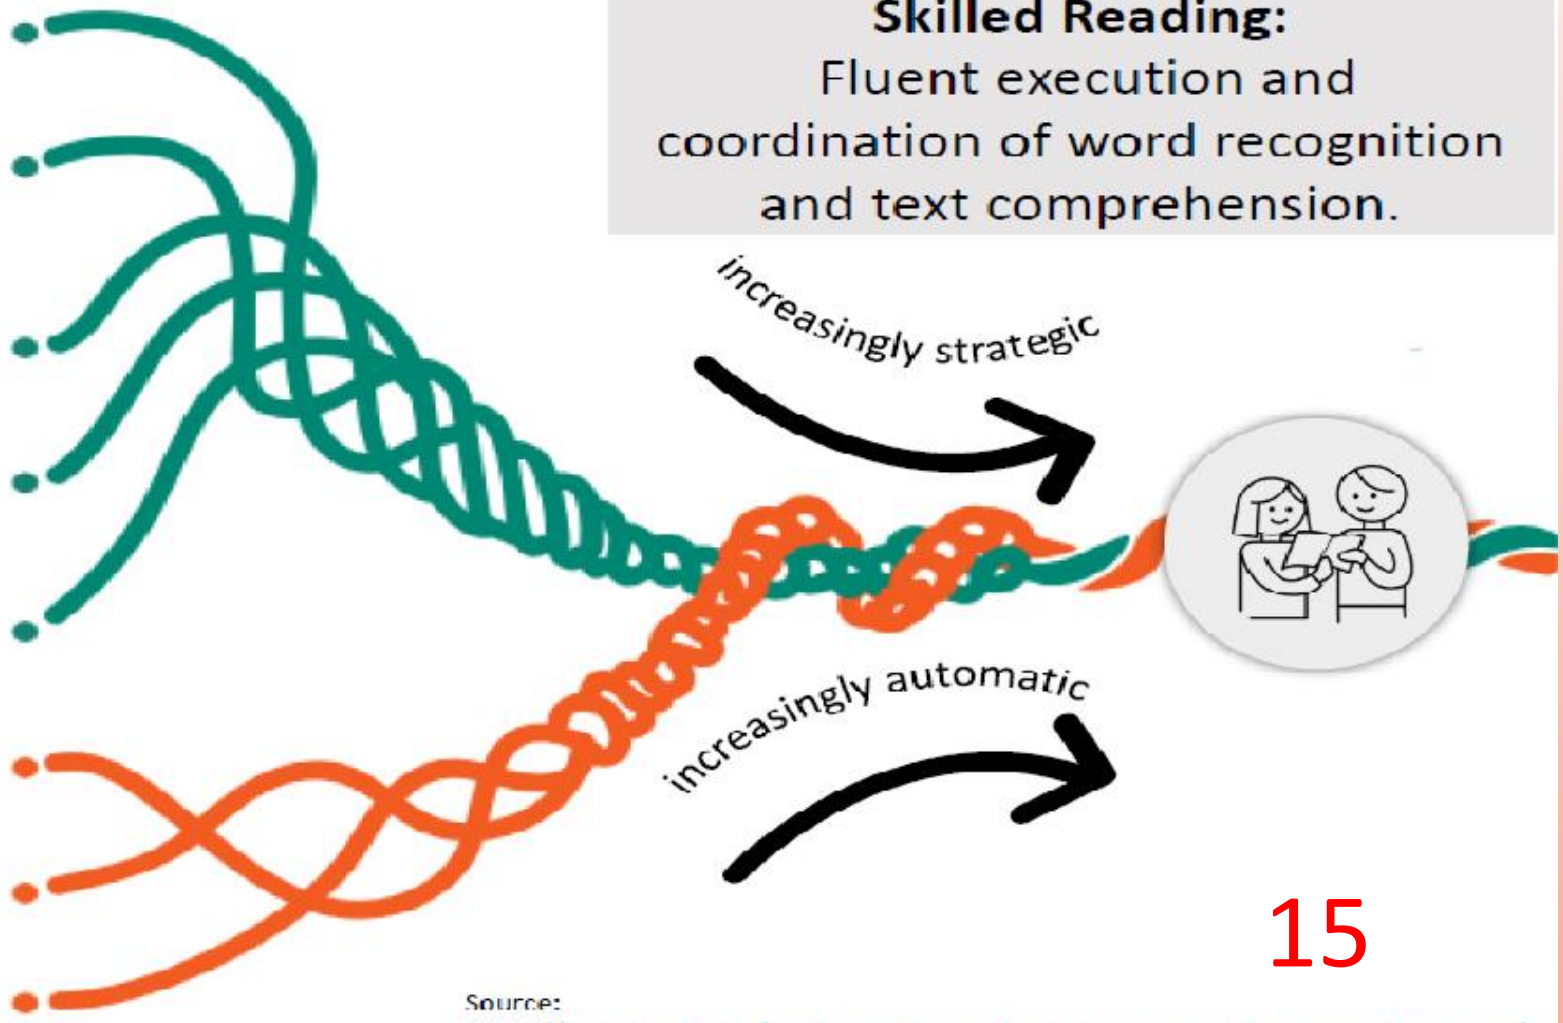 Skilled Reading:
Fluent execution and
coordination of word recognition
and text comprehension.
increasingly strategic
increasingly automatic
15
Source: